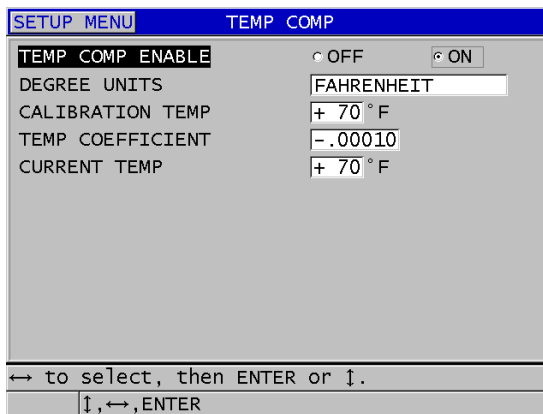 SETUP MENU TEMP COMP
TEMP COMP ENABLE OFF ON
DEGREE UNITS FAHRENHEIT
CALIBRATION TEMP + 70 °F
TEMP COEFFICIENT -.00010
CURRENT TEMP + 70 °F
↔ to select, then ENTER or ↕.
↕,↔,ENTER